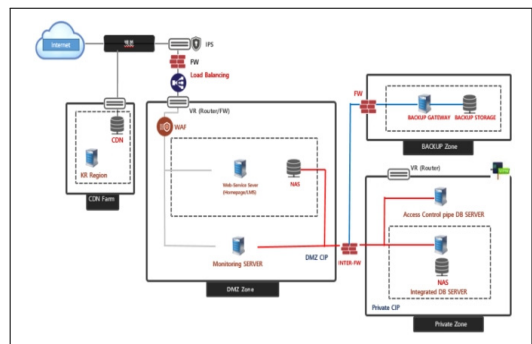 Internet
IPS
FW
Load Balancing
VR (Router/FW)
WAF
CDN
KR Region
CDN Farm
Web Service Sever
(Homepage/LMS)
NAS
Monitoring SERVER
DMZ CIP
DMZ Zone
INTER-FW
FW
BACKUP GATEWAY
BACKUP STORAGE
BACKUP Zone
VR (Router)
Access Control pipe DB SERVER
NAS
Integrated DB SERVER
Private CIP
Private Zone